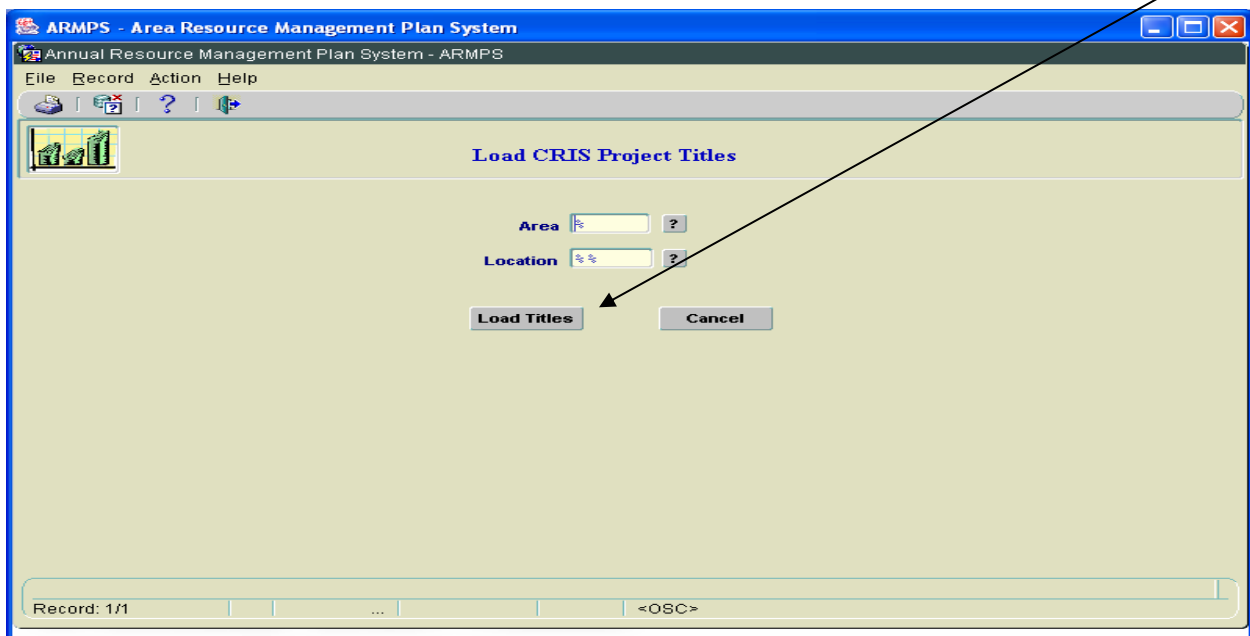 ARMPS - Area Resource Management Plan System
Annual Resource Management Plan System - ARMPS
File Record Action Help
?
Load CRIS Project Titles
Area % ?
Location %% ?
Load Titles Cancel
Record: 1/1 ... <OSC>